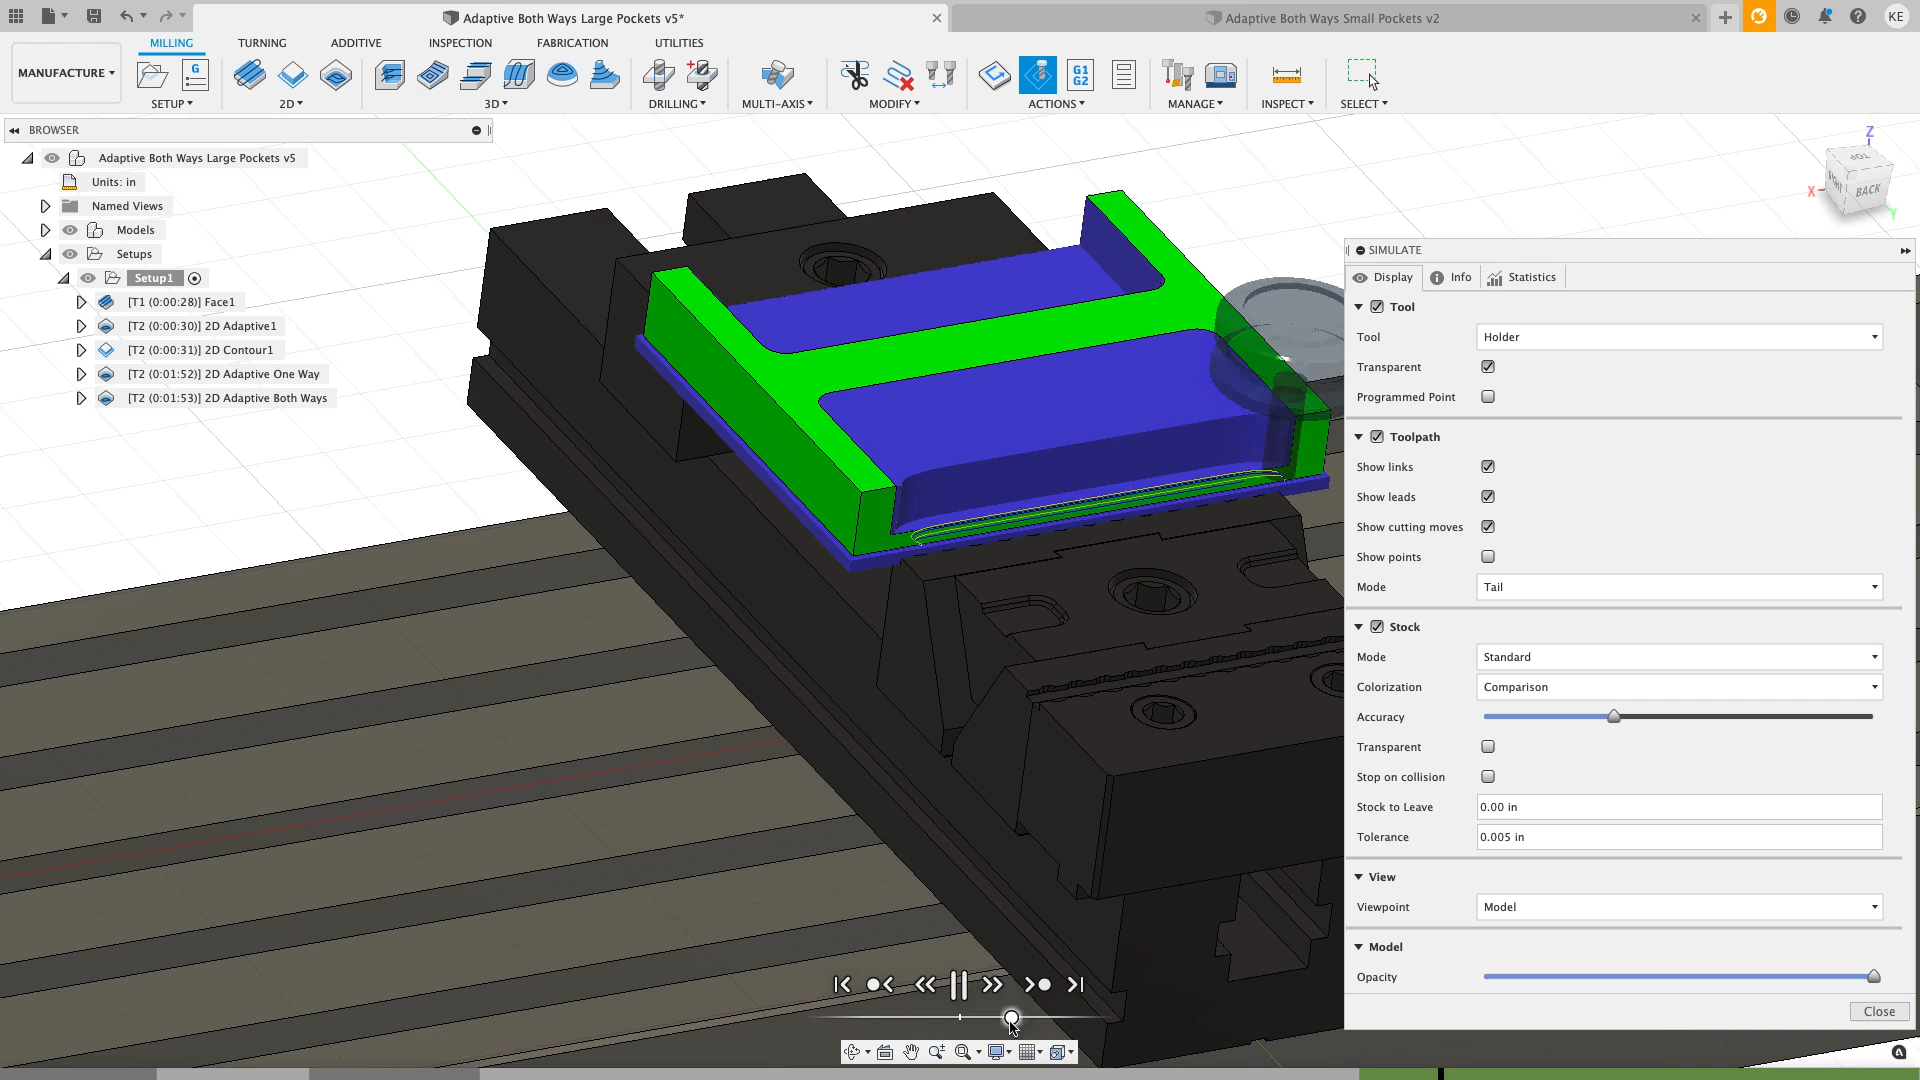 Adaptive Both Ways Large Pockets v5*
Adaptive Both Ways Small Pockets v2
KE
MANUFACTURE
MILLING
TURNING
ADDITIVE
INSPECTION
FABRICATION
UTILITIES
G
G1
G2
SETUP
2D
3D
DRILLING
MULTI-AXIS
MODIFY
ACTIONS
MANAGE
INSPECT
SELECT
BROWSER
Adaptive Both Ways Large Pockets v5
Units: in
Named Views
Models
Setups
Setup1
[T1 (0:00:28)] Face1
[T2 (0:00:30)] 2D Adaptive1
[T2 (0:00:31)] 2D Contour1
[T2 (0:01:52)] 2D Adaptive One Way
[T2 (0:01:53)] 2D Adaptive Both Ways
Z
TOP
RIGHT
BACK
X
Y
SIMULATE
Display
Info
Statistics
Tool
Tool Holder
Transparent
Programmed Point
Toolpath
Show links
Show leads
Show cutting moves
Show points
Mode Tail
Stock
Mode Standard
Colorization Comparison
Accuracy
Transparent
Stop on collision
Stock to Leave 0.00 in
Tolerance 0.005 in
View
Viewpoint Model
Model
Opacity
Close